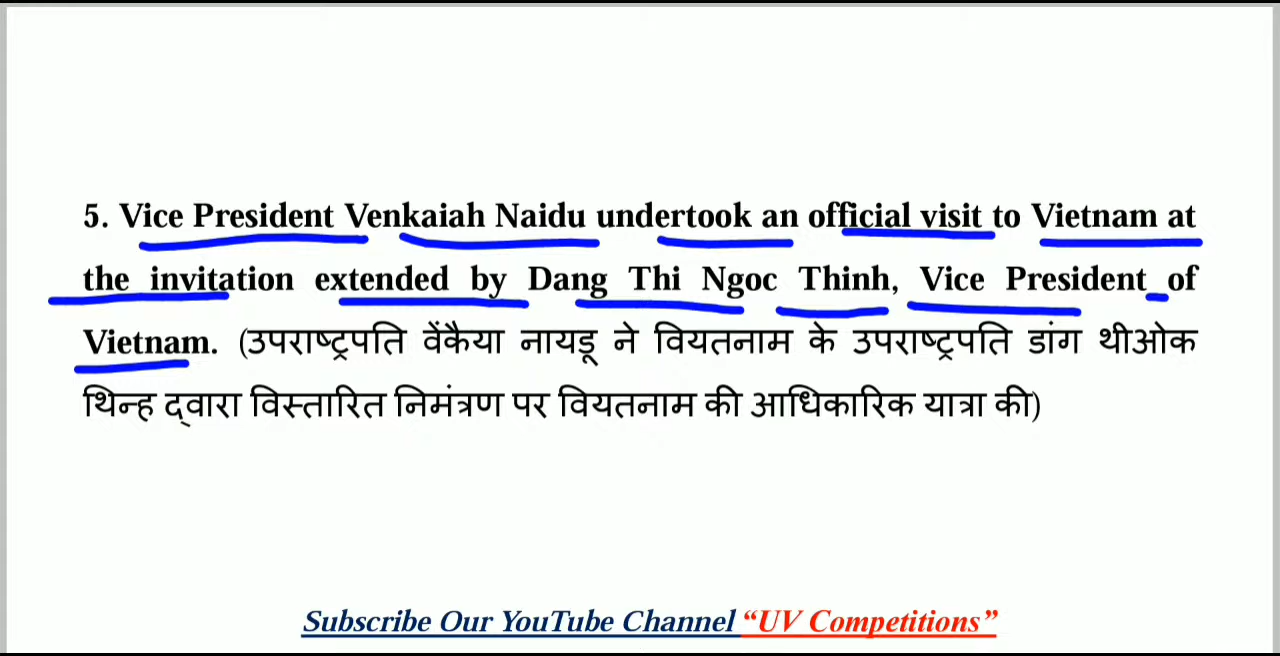 5. Vice President Venkaiah Naidu undertook an official visit to Vietnam at
the invitation extended by Dang Thi Ngoc Thinh, Vice President of
Vietnam. (उपराष्ट्रपति वेंकैया नायडू ने वियतनाम के उपराष्ट्रपति डांग थीओक
थिन्ह द्वारा विस्तारित निमंत्रण पर वियतनाम की आधिकारिक यात्रा की)
Subscribe Our YouTube Channel “UV Competitions”